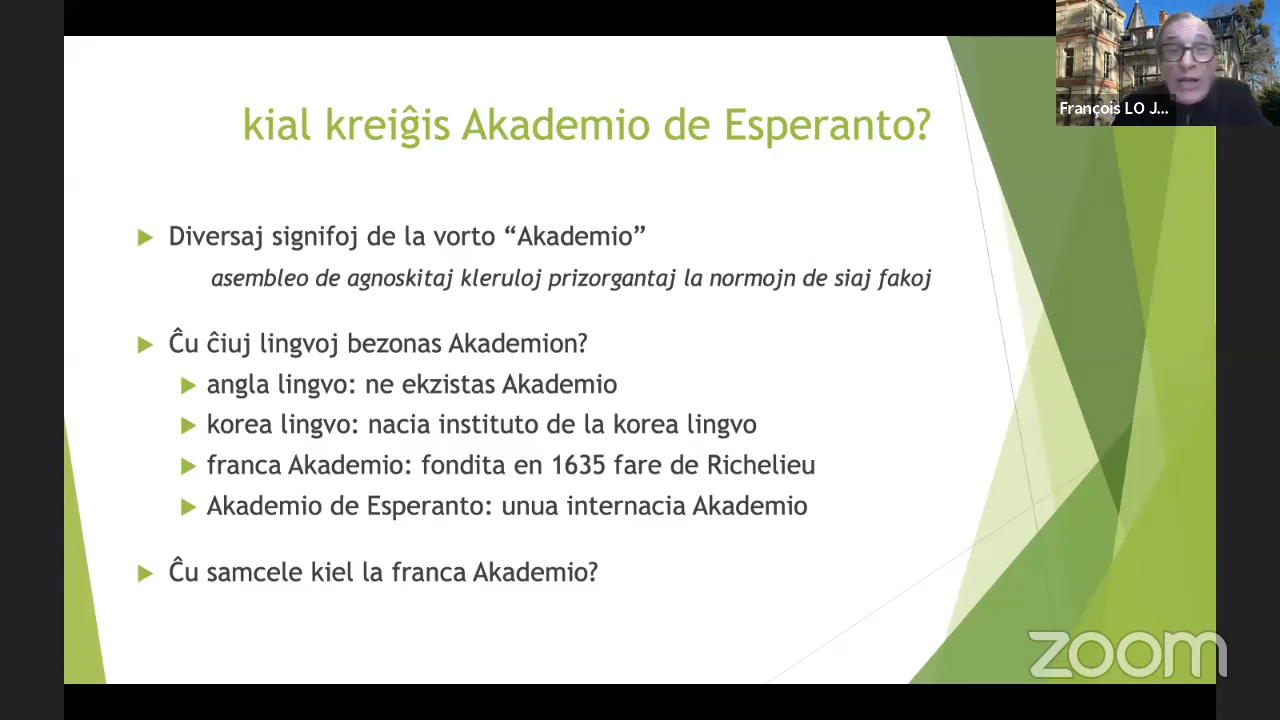 kial kreiĝis Akademio de Esperanto?
François LO J...
Diversaj signifoj de la vorto “Akademio”
asembleo de agnoskitaj kleruloj prizorgantaj la normojn de siaj fakoj
Ĉu ĉiuj lingvoj bezonas Akademion?
angla lingvo: ne ekzistas Akademio
korea lingvo: nacia instituto de la korea lingvo
franca Akademio: fondita en 1635 fare de Richelieu
Akademio de Esperanto: unua internacia Akademio
Ĉu samcele kiel la franca Akademio?
zoom